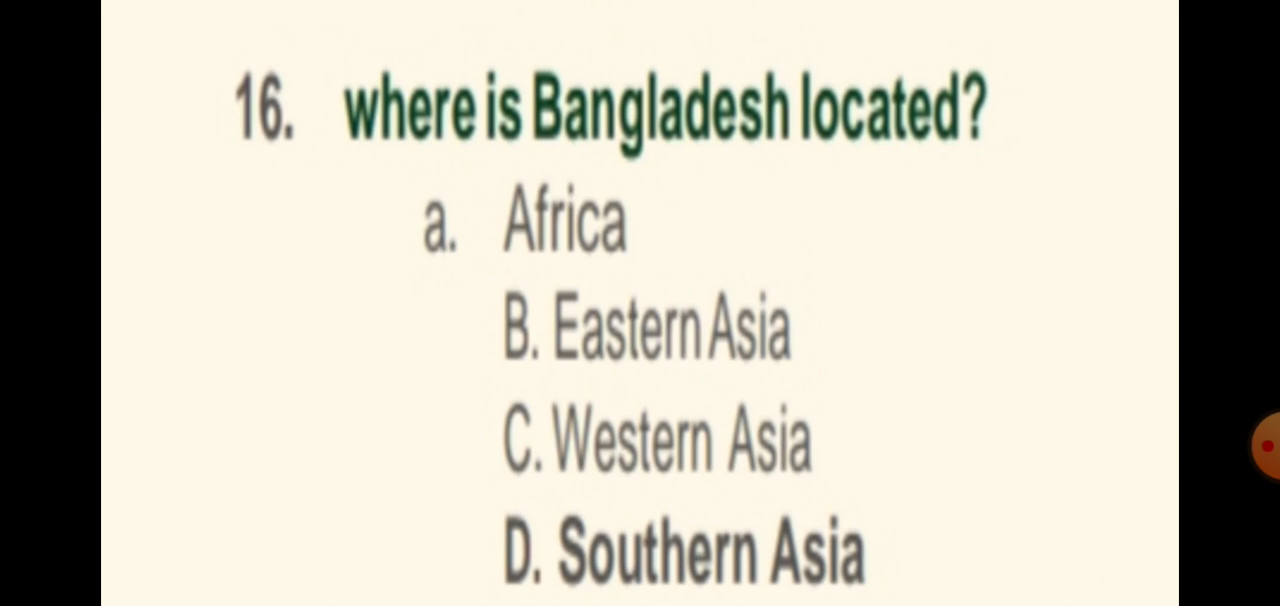 16. where is Bangladesh located?
a. Africa
B. Eastern Asia
C. Western Asia
D. Southern Asia